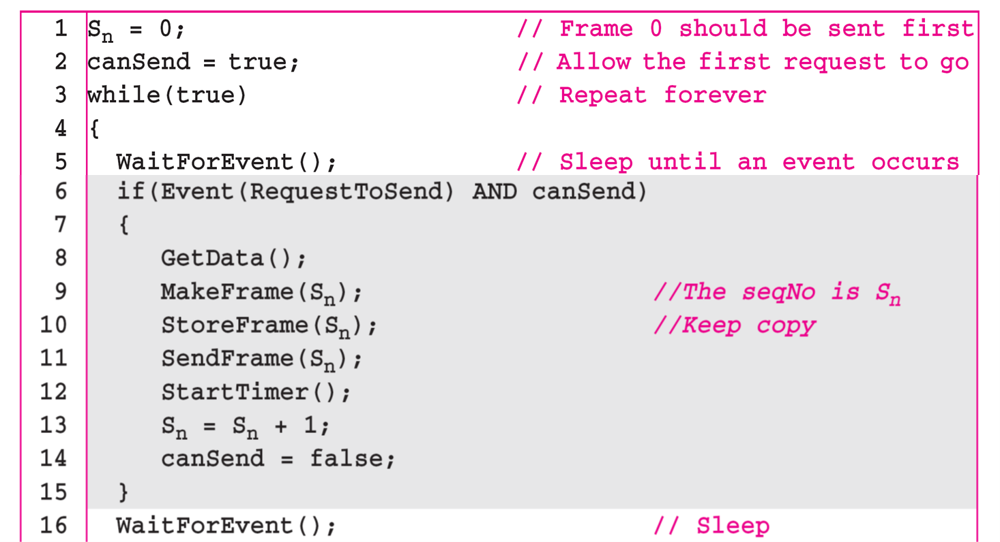 1 Sn = 0; // Frame 0 should be sent first
2 canSend = true; // Allow the first request to go
3 while(true) // Repeat forever
4 {
5 WaitForEvent(); // Sleep until an event occurs
6 if(Event(RequestToSend) AND canSend)
7 {
8 GetData();
9 MakeFrame(Sn); //The seqNo is Sn
10 StoreFrame(Sn); //Keep copy
11 SendFrame(Sn);
12 StartTimer();
13 Sn = Sn + 1;
14 canSend = false;
15 }
16 WaitForEvent(); // Sleep